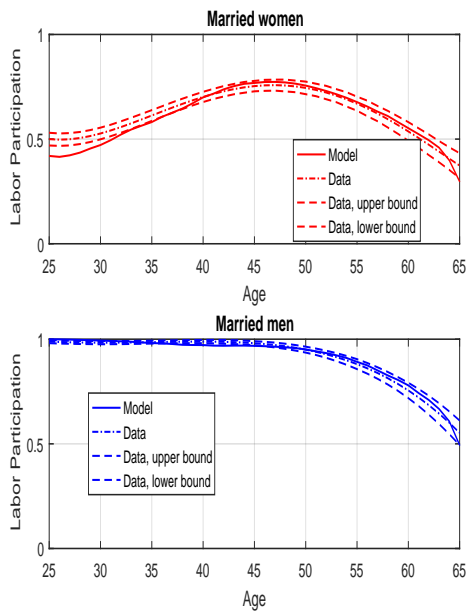 Married women
1
0.5
0
Labor Participation
Model
Data
Data, upper bound
Data, lower bound
25 30 35 40 45 50 55 60 65
Age
Married men
1
0.5
0
Labor Participation
Model
Data
Data, upper bound
Data, lower bound
25 30 35 40 45 50 55 60 65
Age